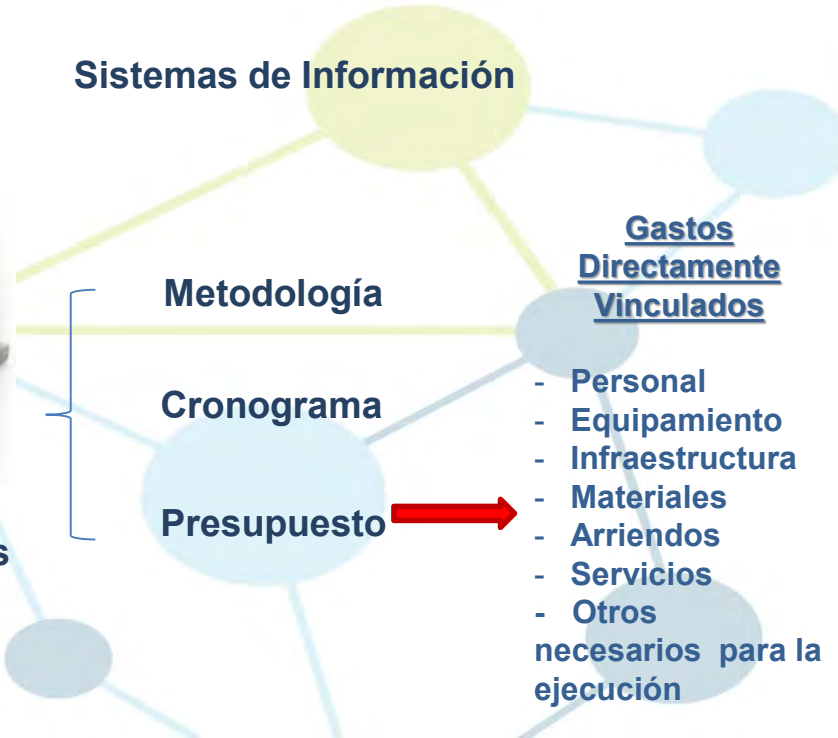 Sistemas de Información
Metodología
Cronograma
Presupuesto
s
Gastos
Directamente
Vinculados
- Personal
- Equipamiento
- Infraestructura
- Materiales
- Arriendos
- Servicios
- Otros
necesarios para la
ejecución